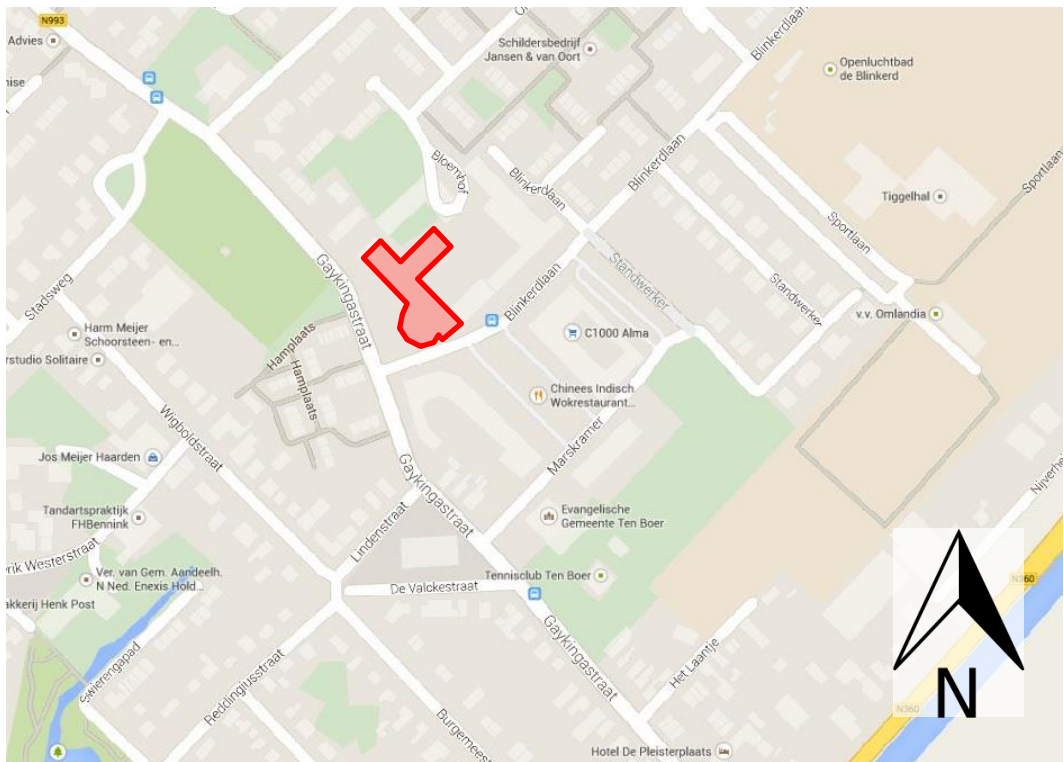 N993
Advies
Schildersbedrijf
Jansen & van Oort
Blinkerdlaan
Openluchtbad
de Blinkerd
Bloemhof
Blinkerdlaan
Blinkerdlaan
Tiggelhal
Sportlaan
Sportlaan
Gaykingastraat
Standwerker
Standwerker
Stadsweg
Blinkerdlaan
v.v. Omlandia
Harm Meijer
Schoorsteen- en...
rstudio Solitaire
Hamplaats
Hamplaats
C1000 Alma
Chinees Indisch
Wokrestaurant...
Wigboldstraat
Marskramer
Jos Meijer Haarden
Gaykingastraat
Tandartspraktijk
FHBennink
Lindenstraat
Evangelische
Gemeente Ten Boer
Nijverhe
rik Westerstraat
Ver. van Gem. Aandeelh.
N Ned. Enexis Hold...
De Valckestraat
Tennisclub Ten Boer
N360
akkerij Henk Post
Swierengapad
Reddingiusstraat
Gaykingastraat
Het Laantje
N
N360
Burgemeest
Hotel De Pleisterplaats